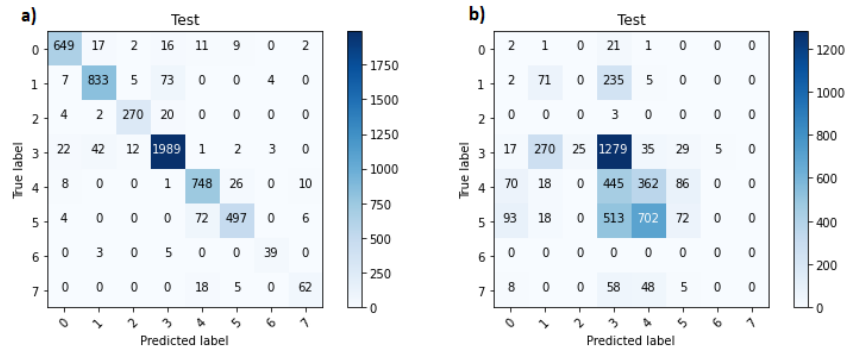 a)
Test
0 649 17 2 16 11 9 0 2
1 7 833 5 73 0 0 4 0
2 4 2 270 20 0 0 0 0
3 22 42 12 1989 1 2 3 0
4 8 0 0 1 748 26 0 10
5 4 0 0 0 72 497 0 6
6 0 3 0 5 0 0 39 0
7 0 0 0 0 18 5 0 62
0 1 2 3 4 5 6 7
True label
Predicted label
1750
1500
1250
1000
750
500
250
0
b)
Test
0 2 1 0 21 1 0 0 0
1 2 71 0 235 5 0 0 0
2 0 0 0 3 0 0 0 0
3 17 270 25 1279 35 29 5 0
4 70 18 0 445 362 86 0 0
5 93 18 0 513 702 72 0 0
6 0 0 0 0 0 0 0 0
7 8 0 0 58 48 5 0 0
0 1 2 3 4 5 6 7
True label
Predicted label
1200
1000
800
600
400
200
0